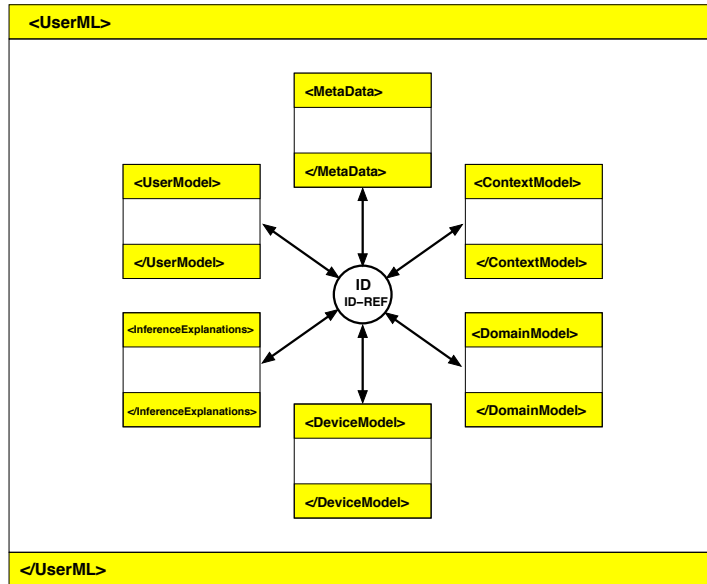 <UserML>
<MetaData>
</MetaData>
<UserModel>
</UserModel>
<ContextModel>
</ContextModel>
ID
ID-REF
<InferenceExplanations>
</InferenceExplanations>
<DomainModel>
</DomainModel>
<DeviceModel>
</DeviceModel>
</UserML>